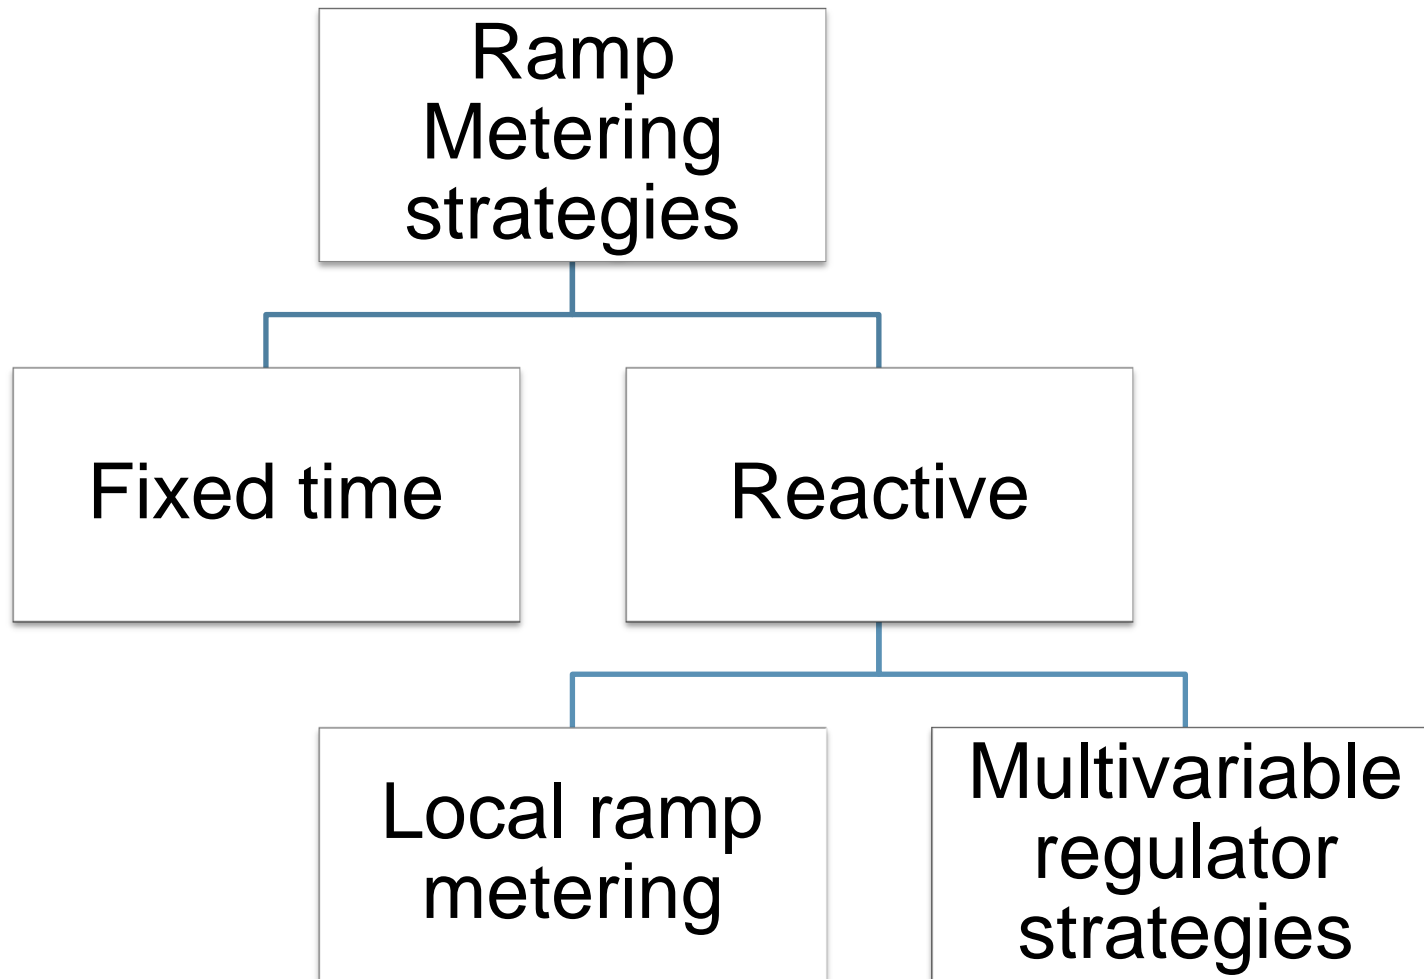 Ramp
Metering
strategies
Fixed time
Reactive
Local ramp
metering
Multivariable
regulator
strategies